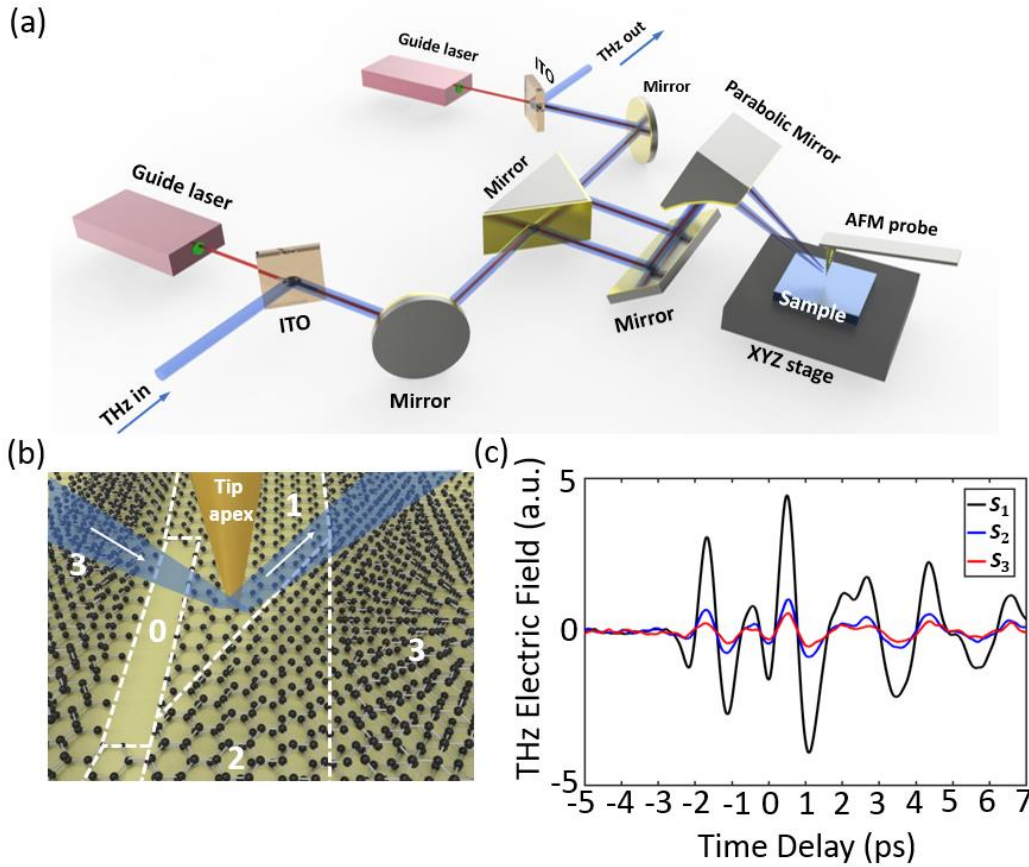 (a)
Guide laser
ITO
THz out
Mirror
Parabolic Mirror
Guide laser
Mirror
AFM probe
ITO
Mirror
Sample
XYZ stage
THz in
Mirror
(b)
Tip
apex
1
3
0
3
2
(c)
5
S₁
S₂
S₃
THz Electric Field (a.u.)
0
-5
-5 -4 -3 -2 -1 0 1 2 3 4 5 6 7
Time Delay (ps)